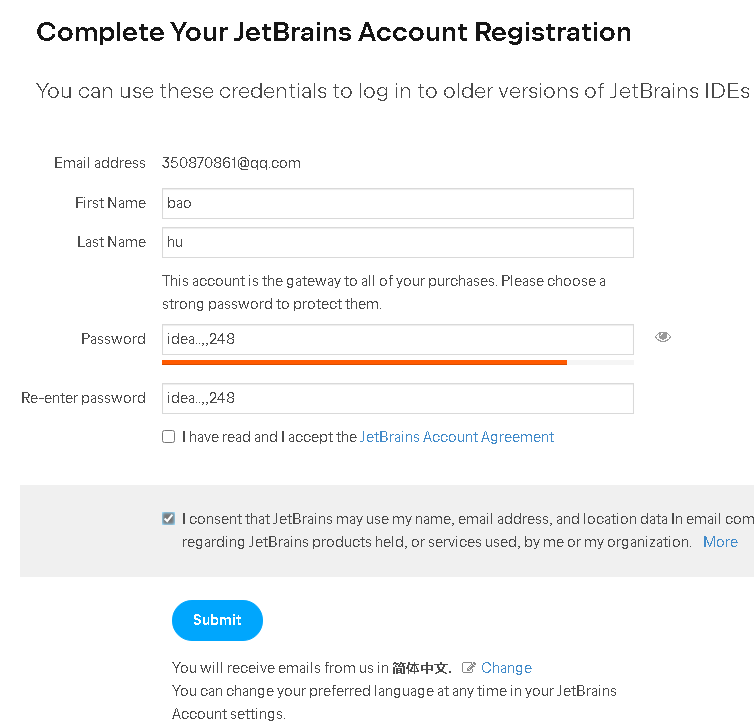 Complete Your JetBrains Account Registration
You can use these credentials to log in to older versions of JetBrains IDEs
Email address 350870861@qq.com
First Name bao
Last Name hu
This account is the gateway to all of your purchases. Please choose a
strong password to protect them.
Password idea..,,248
Re-enter password idea..,,248
I have read and I accept the JetBrains Account Agreement
I consent that JetBrains may use my name, email address, and location data In email com
regarding JetBrains products held, or services used, by me or my organization. More
Submit
You will receive emails from us in 简体中文. Change
You can change your preferred language at any time in your JetBrains
Account settings.